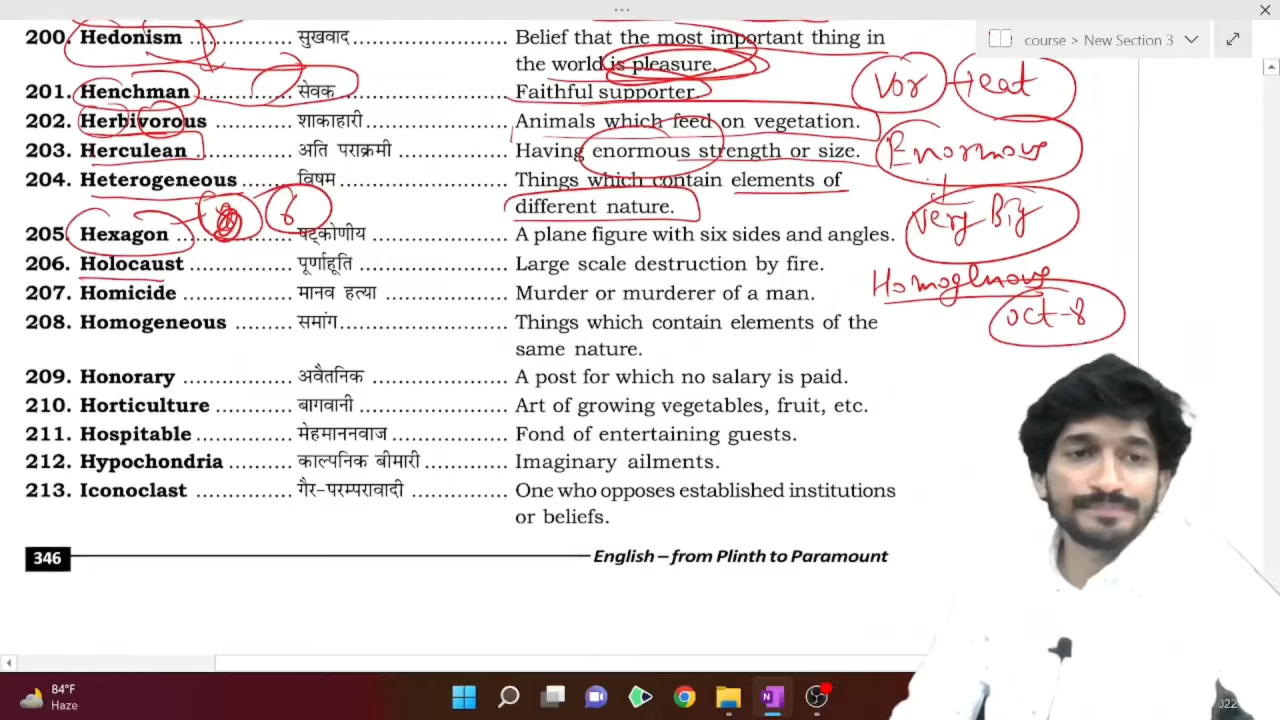 ...
course > New Section 3
200. Hedonism .................. सुखवाद ......................... Belief that the most important thing in
the world is pleasure.
201. Henchman .................. सेवक ......................... Faithful supporter
202. Herbivorous ............ शाकाहारी ...................... Animals which feed on vegetation.
203. Herculean .................. अति पराक्रमी .................. Having enormous strength or size.
204. Heterogeneous ......... विषम ......................... Things which contain elements of
different nature.
205. Hexagon .................. षट्कोणीय ..................... A plane figure with six sides and angles.
206. Holocaust .................. पूर्णाहूति ...................... Large scale destruction by fire.
207. Homicide .................. मानव हत्या .................. Murder or murderer of a man.
208. Homogeneous ......... समांग ......................... Things which contain elements of the
same nature.
209. Honorary .................. अवैतनिक ..................... A post for which no salary is paid.
210. Horticulture ............ बागवानी ..................... Art of growing vegetables, fruit, etc.
211. Hospitable ............... मेहमाननवाज ................. Fond of entertaining guests.
212. Hypochondria ......... काल्पनिक बीमारी ............ Imaginary ailments.
213. Iconoclast ............... गैर-परम्परावादी ............... One who opposes established institutions
or beliefs.
Vor → eat
Enormous
Very Big
6
oct-8
346 English – from Plinth to Paramount
84°F
Haze